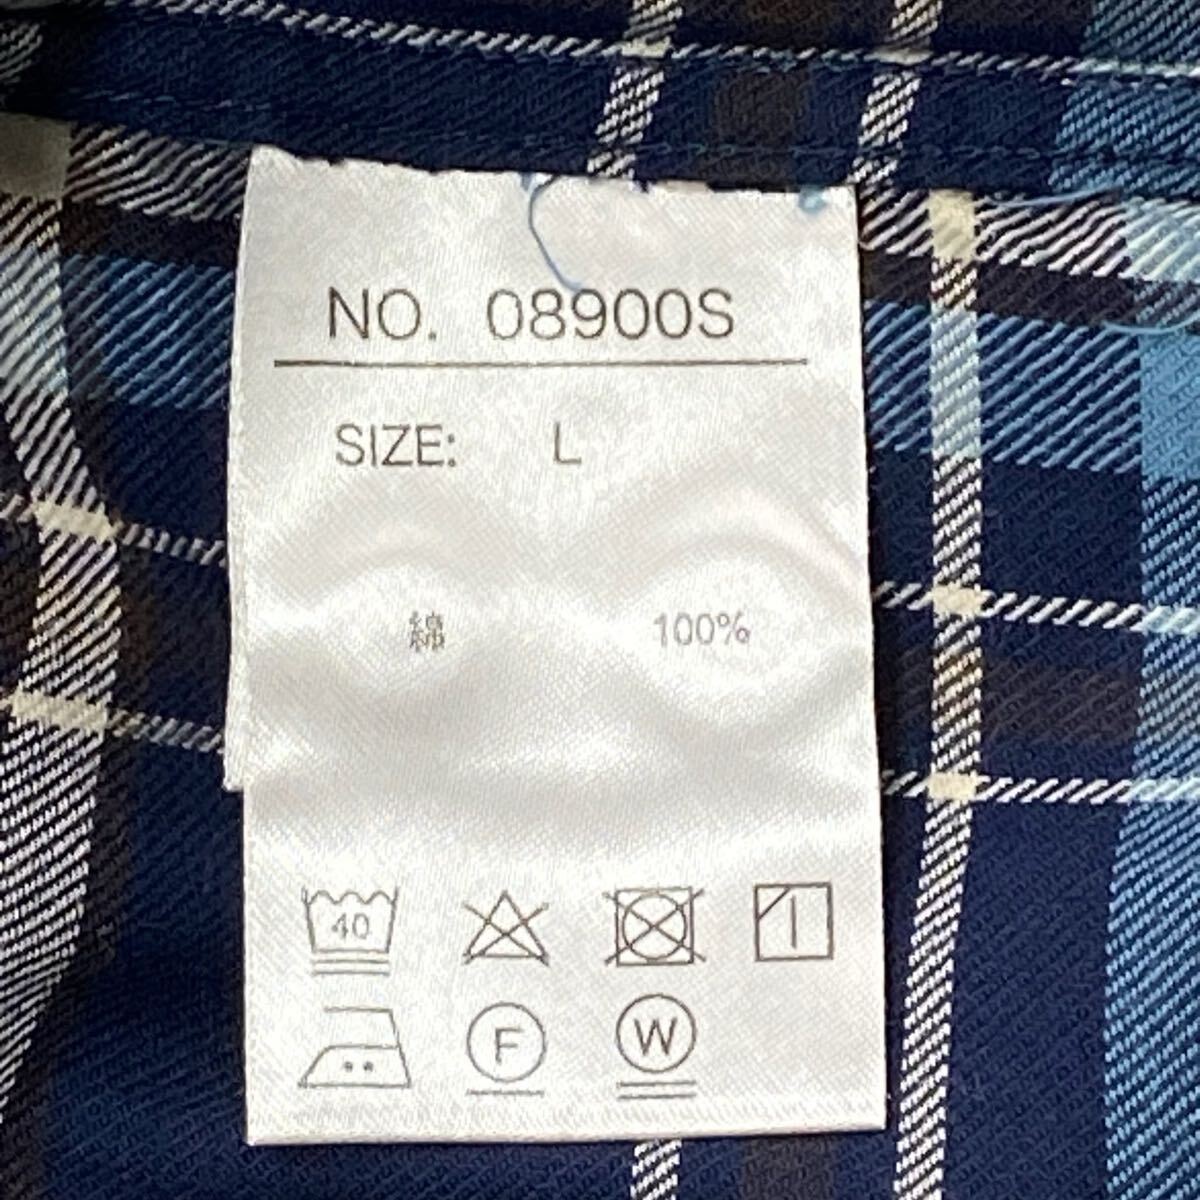 NO. 08900S
SIZE: L
綿 100%
40
F W